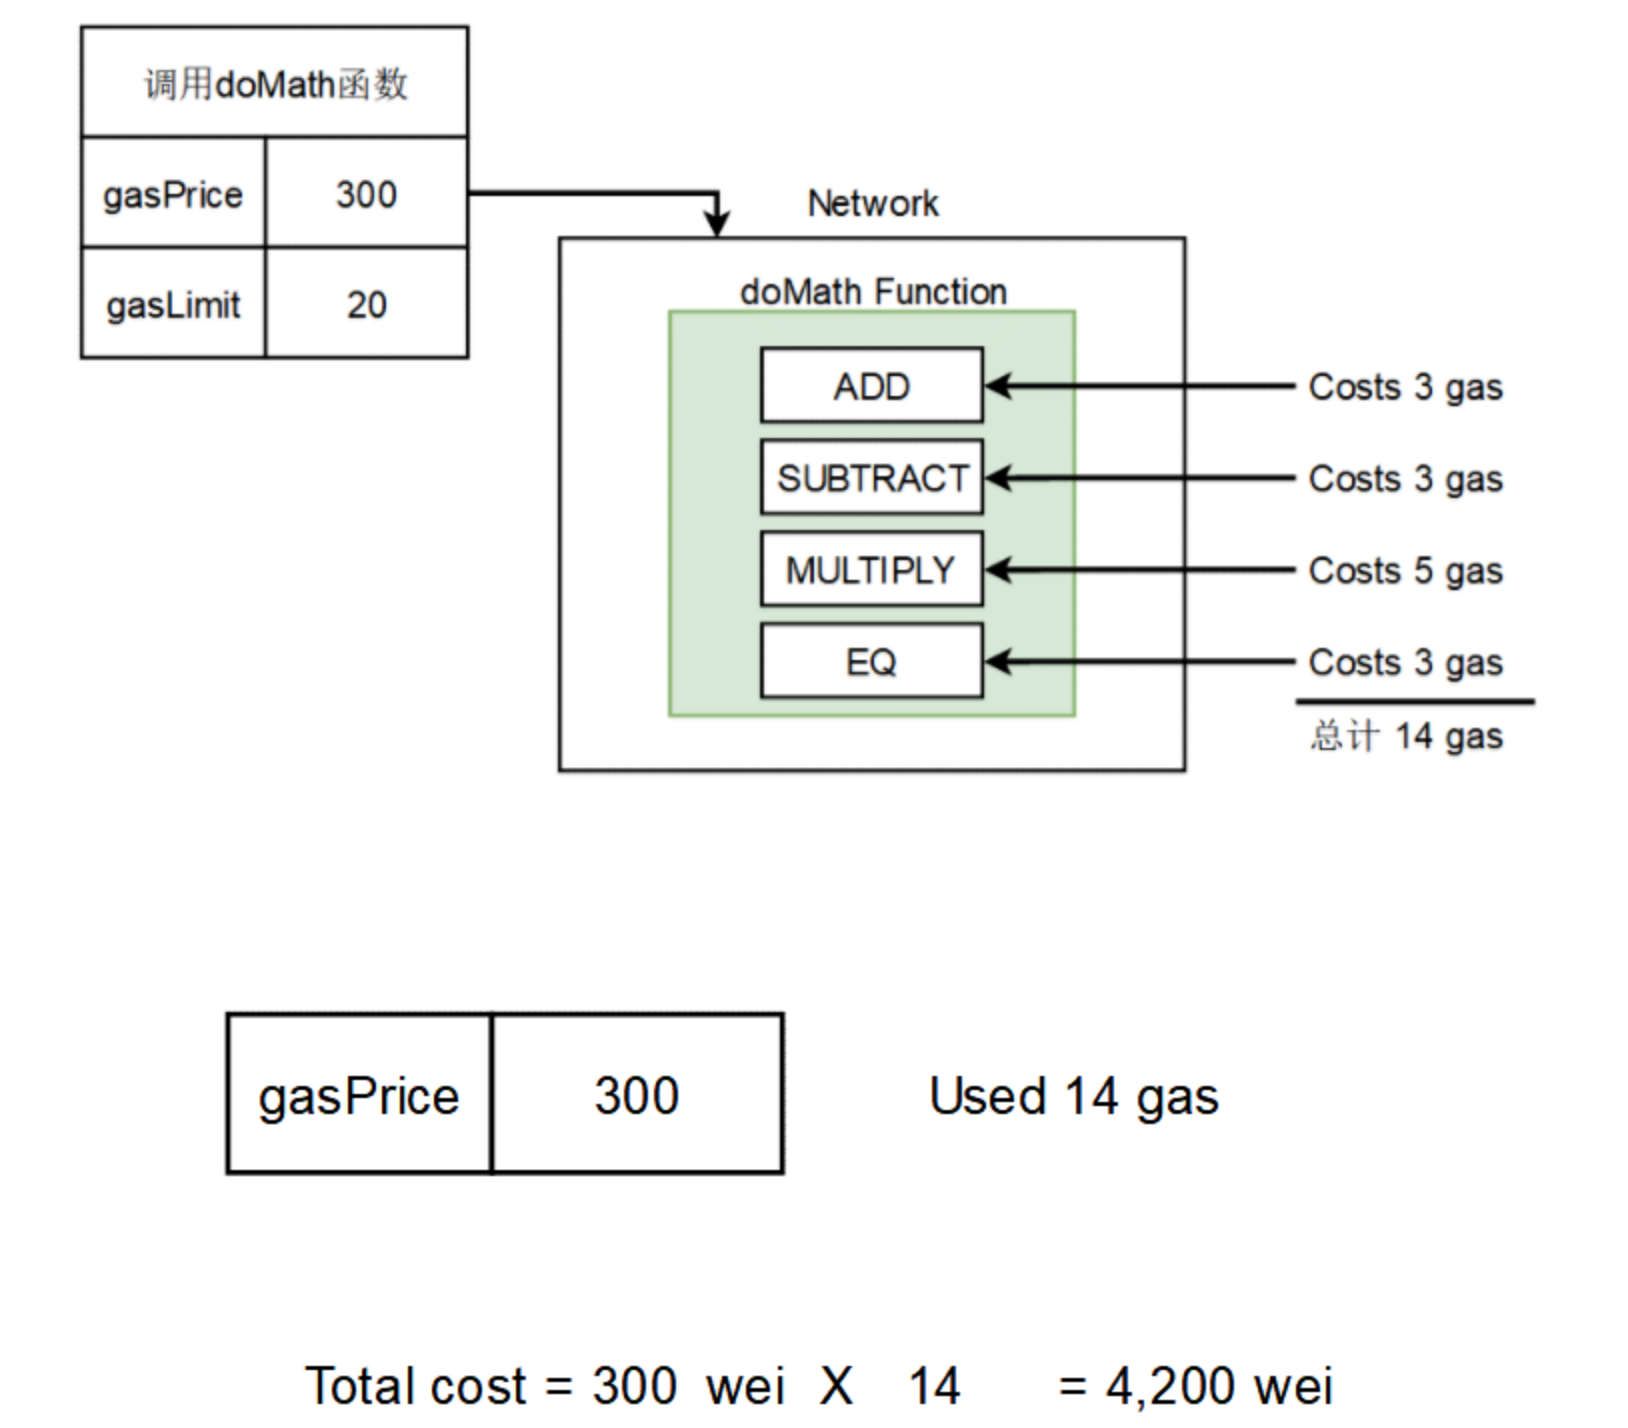 调用doMath函数
gasPrice 300
gasLimit 20
Network
doMath Function
ADD
Costs 3 gas
SUBTRACT
Costs 3 gas
MULTIPLY
Costs 5 gas
EQ
Costs 3 gas
总计 14 gas
gasPrice 300
Used 14 gas
Total cost = 300 wei X 14 = 4,200 wei